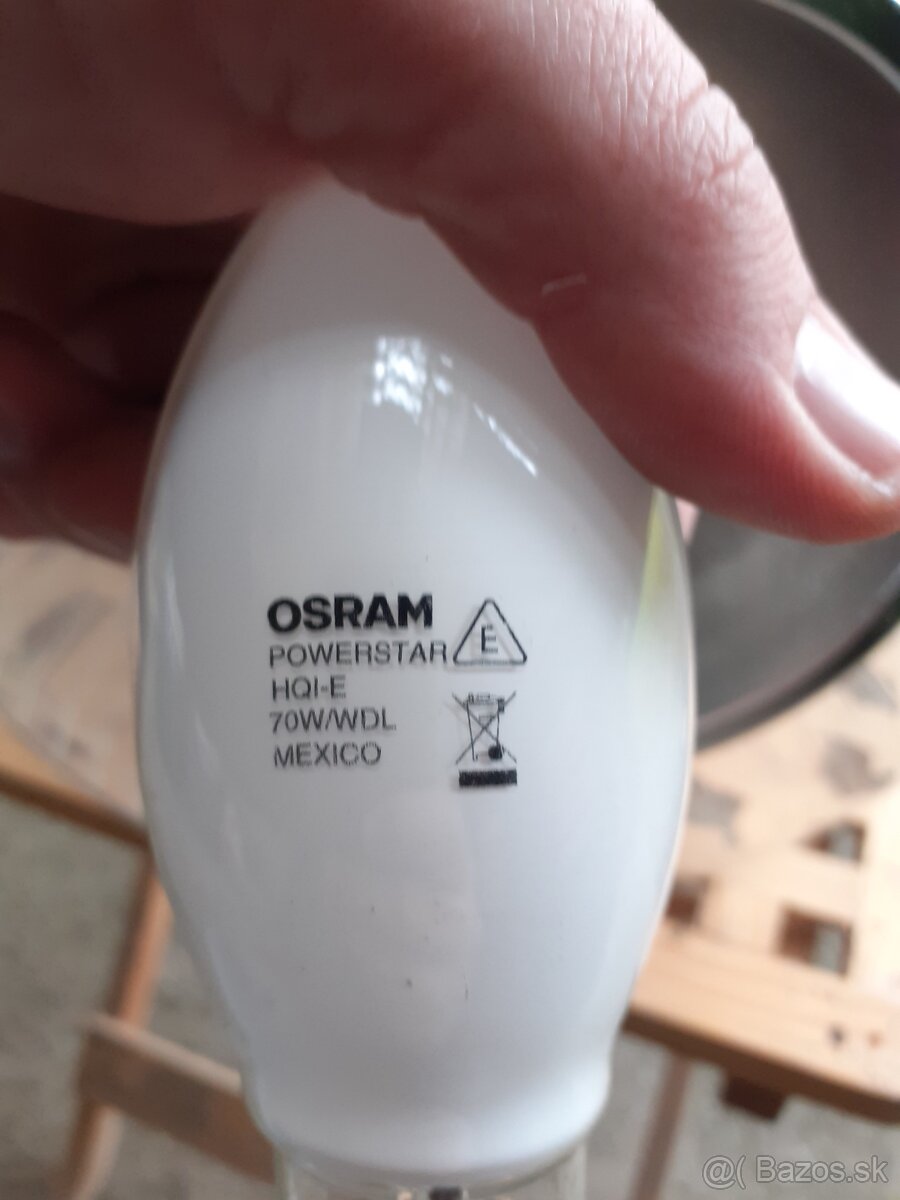 OSRAM
POWERSTAR
HQI-E
70W/WDL
MEXICO
E
@( Bazos.sk